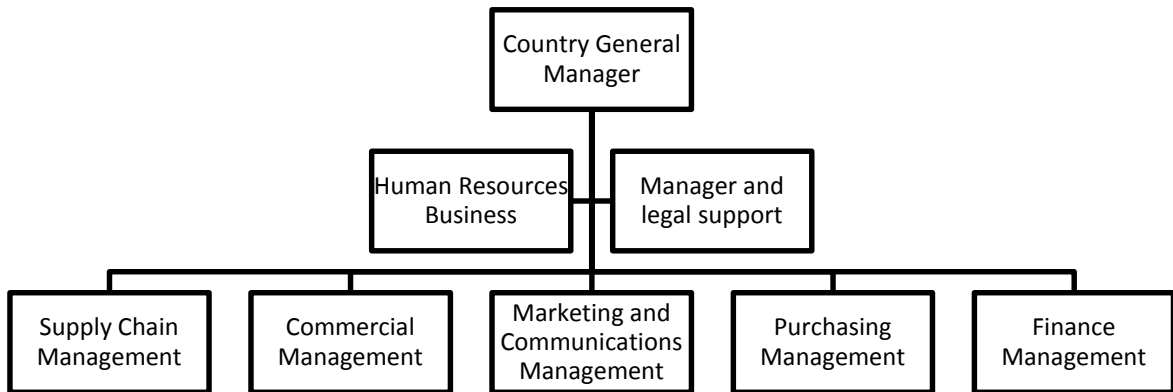 Country General
Manager
Human Resources
Business
Manager and
legal support
Supply Chain
Management
Commercial
Management
Marketing and
Communications
Management
Purchasing
Management
Finance
Management